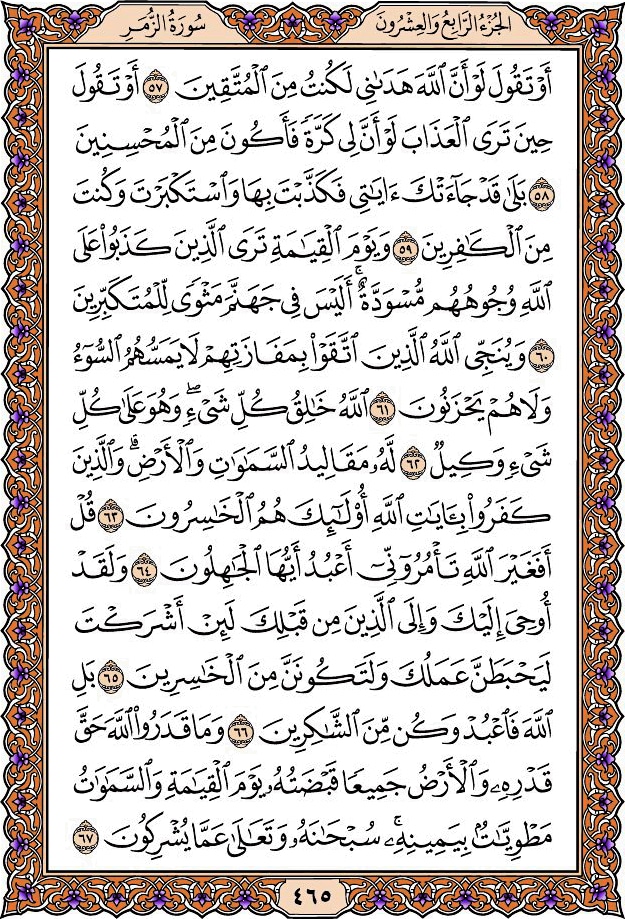 الجُزْءُ الرَّابِعُ وَالعِشْرُونَ
سُورَةُ الزُّمَرِ
أَوۡ تَقُولَ لَوۡ أَنَّ ٱللَّهَ هَدَىٰنِي لَكُنتُ مِنَ ٱلۡمُتَّقِينَ ٥٧ أَوۡ تَقُولَ
حِينَ تَرَى ٱلۡعَذَابَ لَوۡ أَنَّ لِي كَرَّةٗ فَأَكُونَ مِنَ ٱلۡمُحۡسِنِينَ
٥٨ بَلَىٰ قَدۡ جَآءَتۡكَ ءَايَٰتِي فَكَذَّبۡتَ بِهَا وَٱسۡتَكۡبَرۡتَ وَكُنتَ
مِنَ ٱلۡكَٰفِرِينَ ٥٩ وَيَوۡمَ ٱلۡقِيَٰمَةِ تَرَى ٱلَّذِينَ كَذَبُواْ عَلَى
ٱللَّهِ وُجُوهُهُم مُّسۡوَدَّةٌۚ أَلَيۡسَ فِي جَهَنَّمَ مَثۡوٗى لِّلۡمُتَكَبِّرِينَ
٦٠ وَيُنَجِّي ٱللَّهُ ٱلَّذِينَ ٱتَّقَوۡاْ بِمَفَازَتِهِمۡ لَا يَمَسُّهُمُ ٱلسُّوٓءُ
وَلَا هُمۡ يَحۡزَنُونَ ٦١ ٱللَّهُ خَٰلِقُ كُلِّ شَيۡءٖۖ وَهُوَ عَلَىٰ كُلِّ
شَيۡءٖ وَكِيلٞ ٦٢ لَّهُۥ مَقَالِيدُ ٱلسَّمَٰوَٰتِ وَٱلۡأَرۡضِۗ وَٱلَّذِينَ
كَفَرُواْ بِـَٔايَٰتِ ٱللَّهِ أُوْلَٰٓئِكَ هُمُ ٱلۡخَٰسِرُونَ ٦٣ قُلۡ
أَفَغَيۡرَ ٱللَّهِ تَأۡمُرُوٓنِّيٓ أَعۡبُدُ أَيُّهَا ٱلۡجَٰهِلُونَ ٦٤ وَلَقَدۡ
أُوحِيَ إِلَيۡكَ وَإِلَى ٱلَّذِينَ مِن قَبۡلِكَ لَئِنۡ أَشۡرَكۡتَ
لَيَحۡبَطَنَّ عَمَلُكَ وَلَتَكُونَنَّ مِنَ ٱلۡخَٰسِرِينَ ٦٥ بَلِ
ٱللَّهَ فَٱعۡبُدۡ وَكُن مِّنَ ٱلشَّٰكِرِينَ ٦٦ وَمَا قَدَرُواْ ٱللَّهَ حَقَّ
قَدۡرِهِۦ وَٱلۡأَرۡضُ جَمِيعٗا قَبۡضَتُهُۥ يَوۡمَ ٱلۡقِيَٰمَةِ وَٱلسَّمَٰوَٰتُ
مَطۡوِيَّٰتُۢ بِيَمِينِهِۦۚ سُبۡحَٰنَهُۥ وَتَعَٰلَىٰ عَمَّا يُشۡرِكُونَ ٦٧
٤٦٥